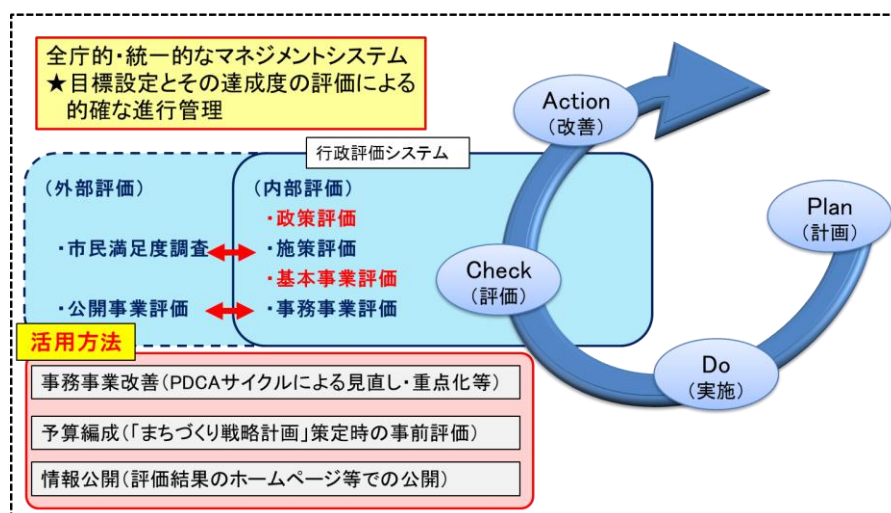 全庁的・統一的なマネジメントシステム
★目標設定とその達成度の評価による
的確な進行管理
行政評価システム
(外部評価)
・市民満足度調査
・公開事業評価
(内部評価)
・政策評価
・施策評価
・基本事業評価
・事務事業評価
Action
(改善)
Plan
(計画)
Check
(評価)
Do
(実施)
活用方法
事務事業改善(PDCAサイクルによる見直し・重点化等)
予算編成(「まちづくり戦略計画」策定時の事前評価)
情報公開(評価結果のホームページ等での公開)